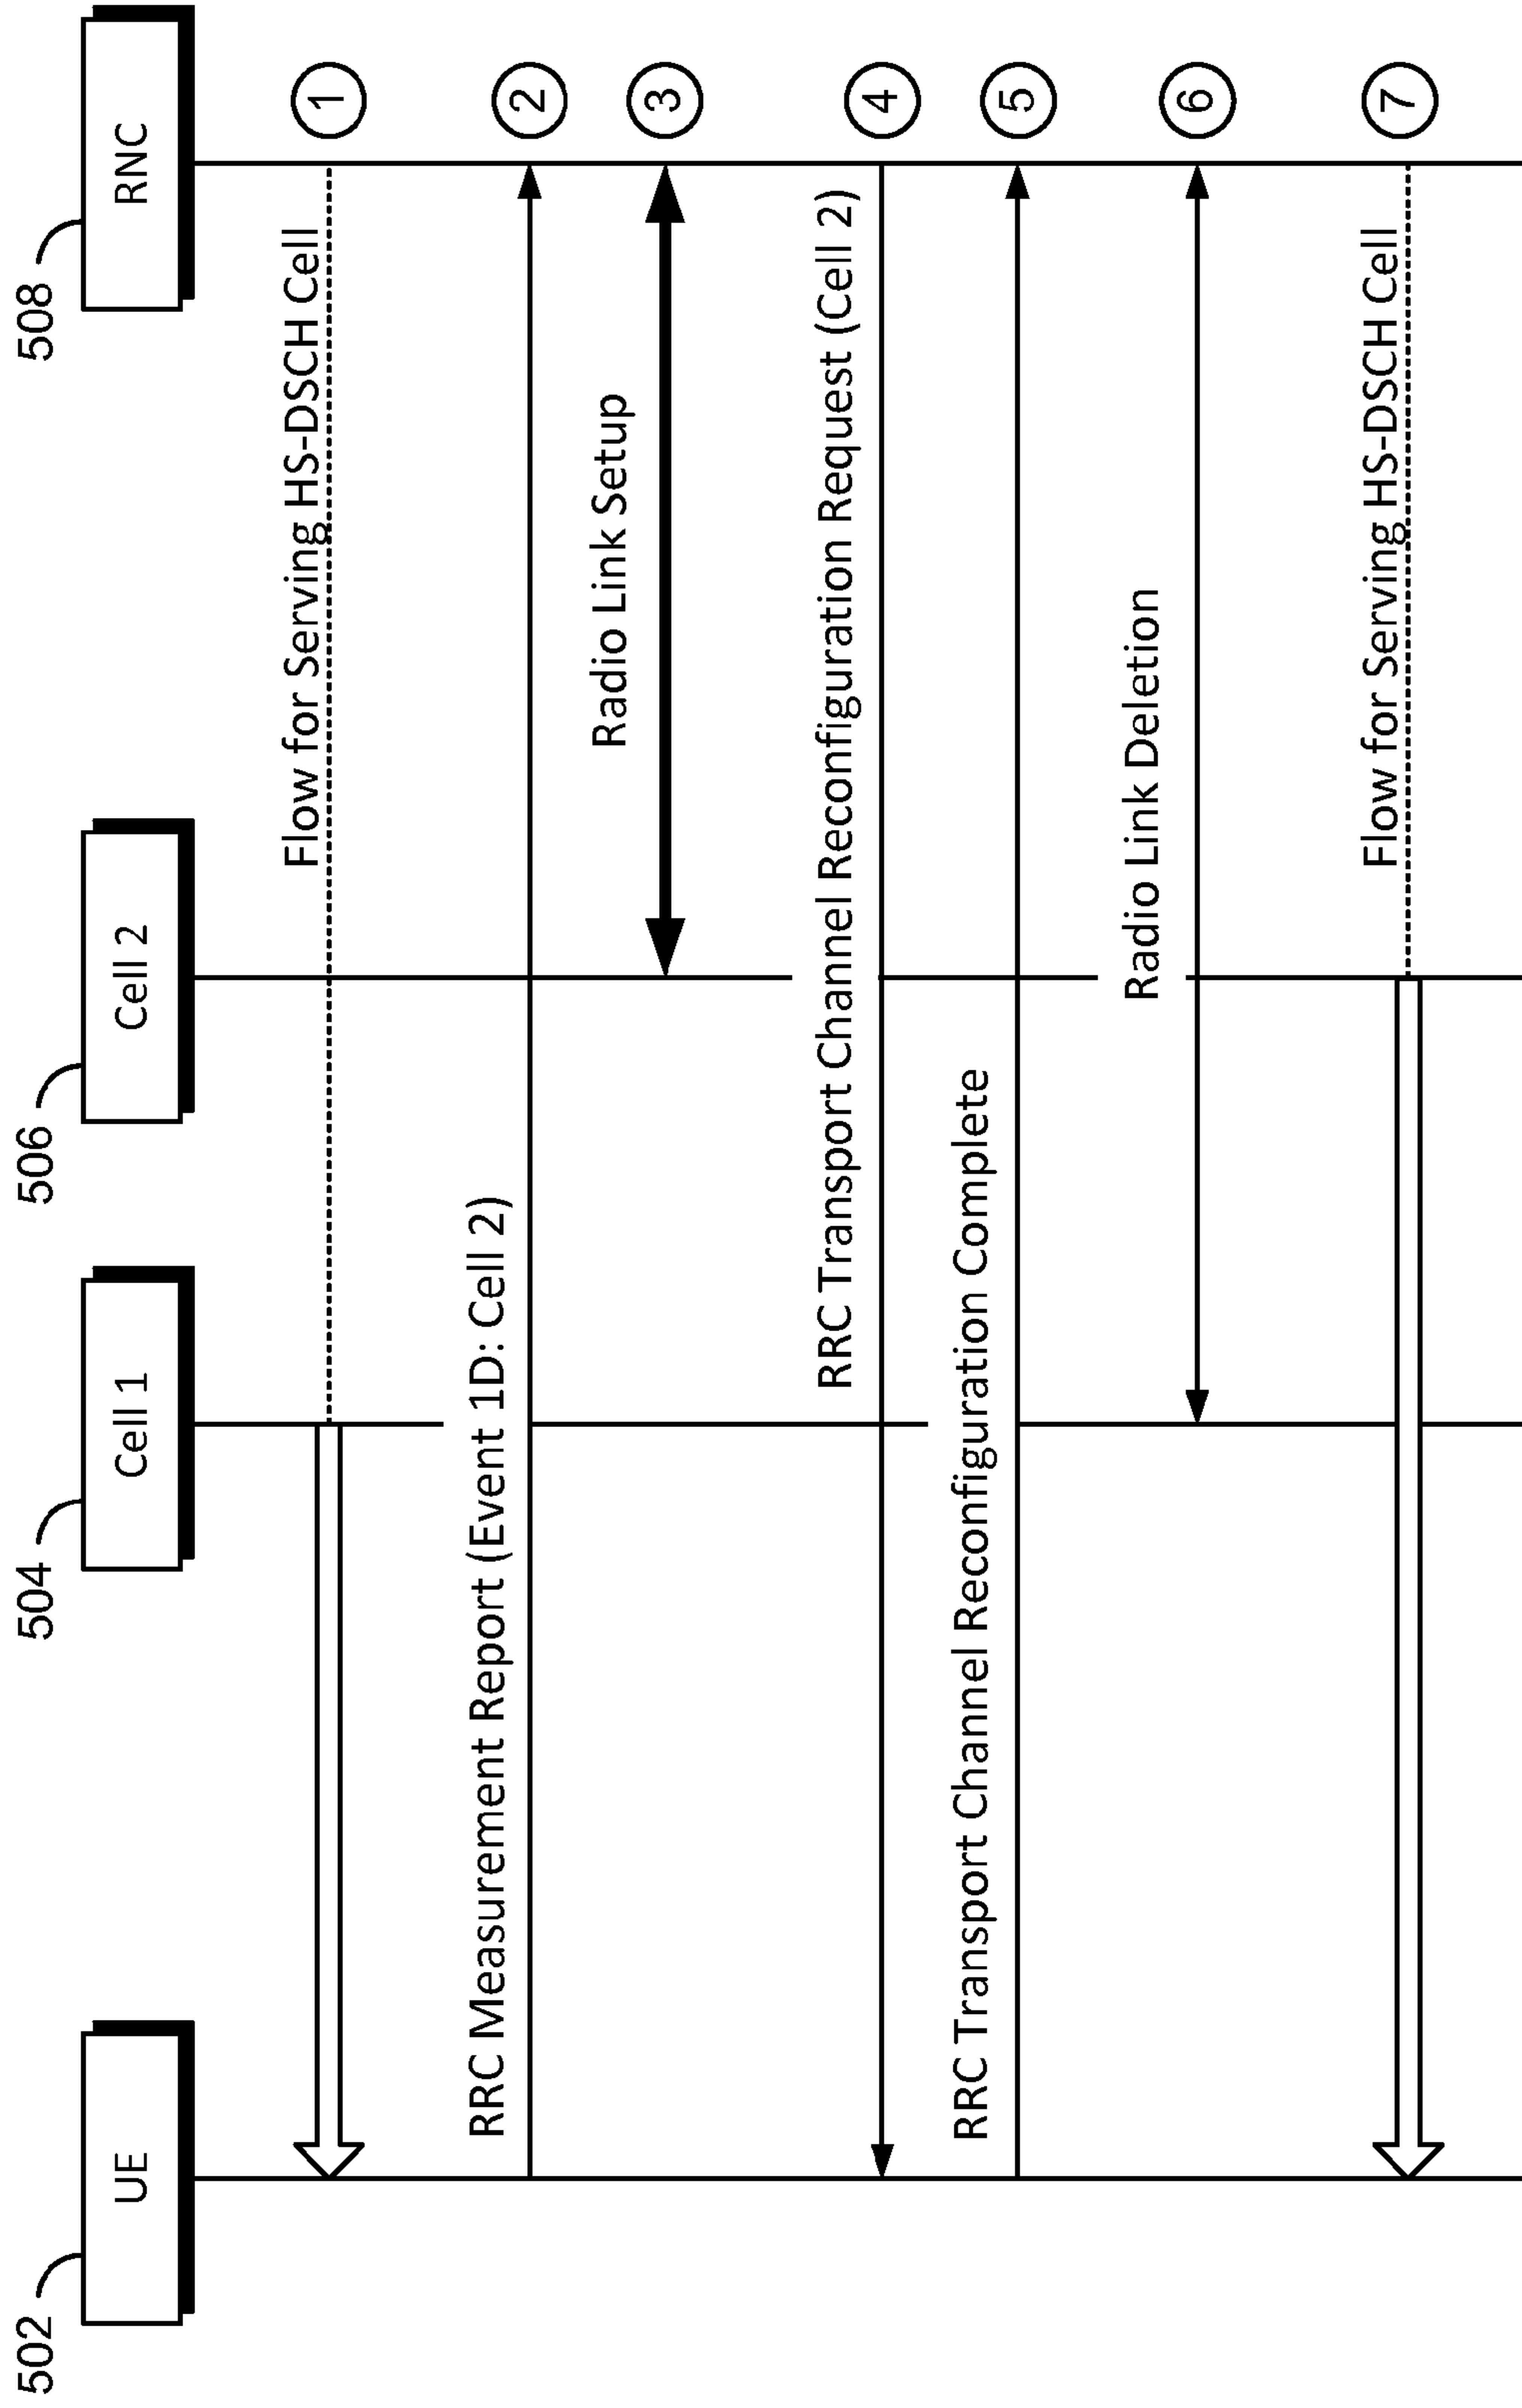 502
504
506
508
UE
Cell 1
Cell 2
RNC
Flow for Serving HS-DSCH Cell
1
RRC Measurement Report (Event 1D: Cell 2)
2
Radio Link Setup
3
RRC Transport Channel Reconfiguration Request (Cell 2)
4
RRC Transport Channel Reconfiguration Complete
5
Radio Link Deletion
6
Flow for Serving HS-DSCH Cell
7